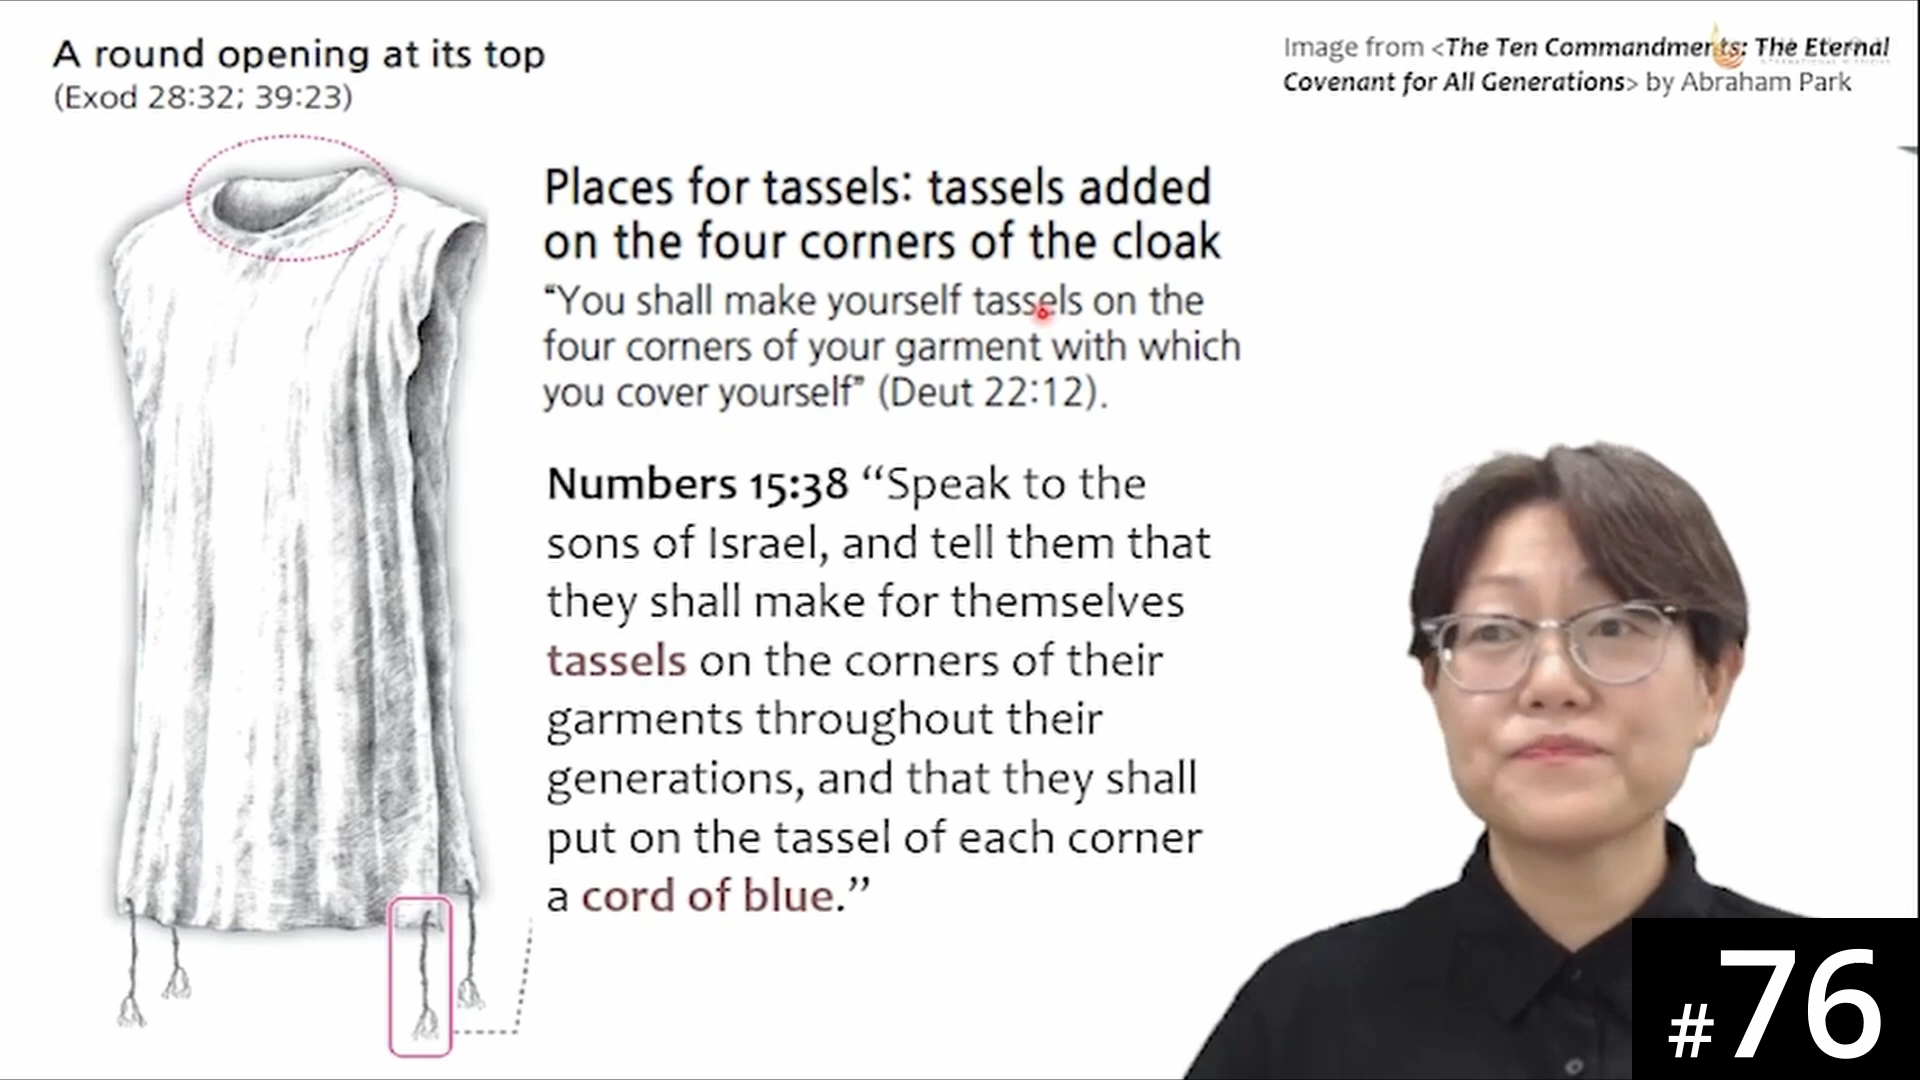 A round opening at its top
(Exod 28:32; 39:23)
Image from <The Ten Commandments: The Eternal
Covenant for All Generations> by Abraham Park
Places for tassels: tassels added
on the four corners of the cloak
“You shall make yourself tassels on the
four corners of your garment with which
you cover yourself” (Deut 22:12).
Numbers 15:38 “Speak to the
sons of Israel, and tell them that
they shall make for themselves
tassels on the corners of their
garments throughout their
generations, and that they shall
put on the tassel of each corner
a cord of blue.”
#76